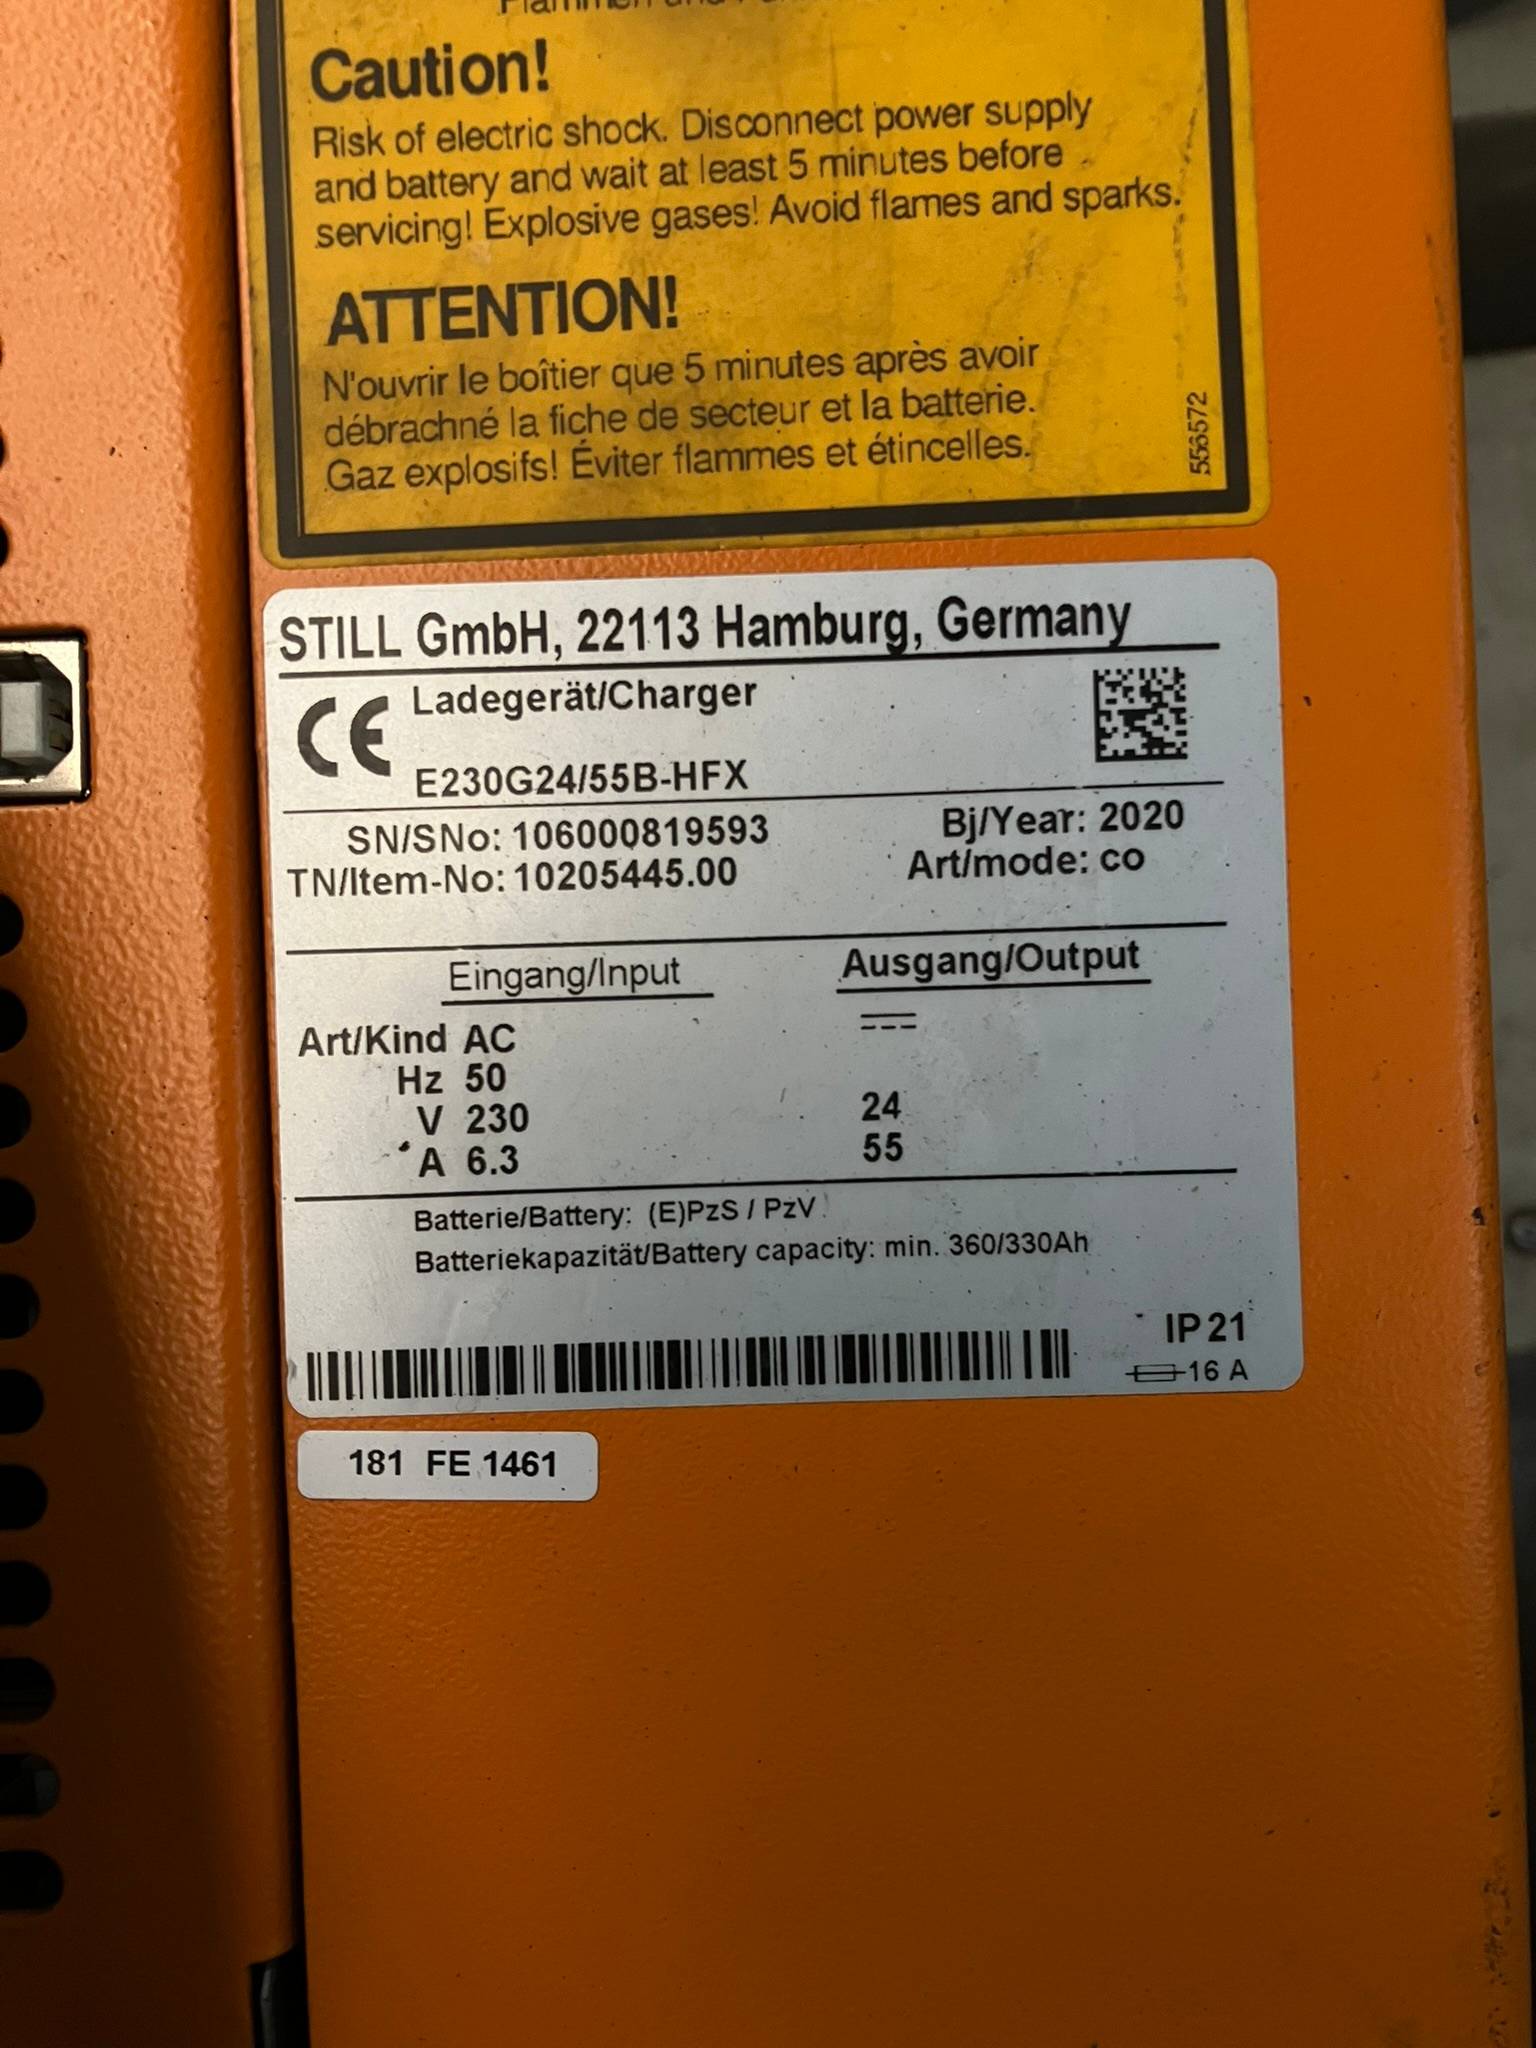 Caution!
Risk of electric shock. Disconnect power supply
and battery and wait at least 5 minutes before
servicing! Explosive gases! Avoid flames and sparks.
ATTENTION!
N'ouvrir le boîtier que 5 minutes après avoir
débrachné la fiche de secteur et la batterie.
Gaz explosifs! Éviter flammes et étincelles.
556572
STILL GmbH, 22113 Hamburg, Germany
CE Ladegerät/Charger
E230G24/55B-HFX
SN/SNo: 106000819593 Bj/Year: 2020
TN/Item-No: 10205445.00 Art/mode: co
Eingang/Input Ausgang/Output
Art/Kind AC
Hz 50
V 230 24
A 6.3 55
Batterie/Battery: (E)PzS / PzV
Batteriekapazität/Battery capacity: min. 360/330Ah
IP 21
16 A
181 FE 1461